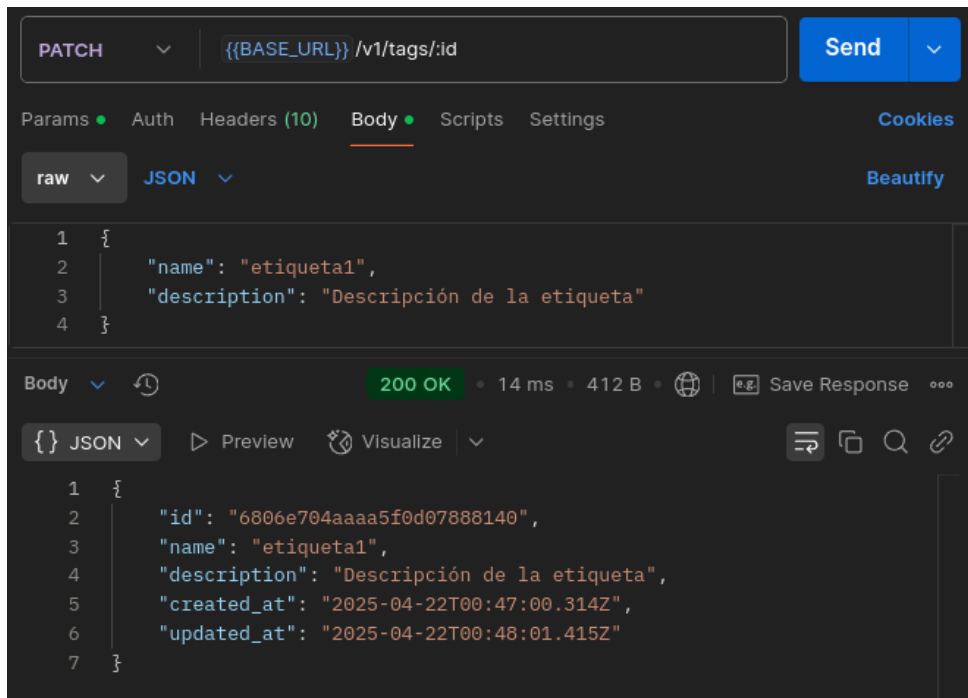 PATCH {{BASE_URL}} /v1/tags/:id Send
Params Auth Headers (10) Body Scripts Settings Cookies
raw JSON Beautify
1 {
2 "name": "etiqueta1",
3 "description": "Descripción de la etiqueta"
4 }
Body 200 OK 14 ms 412 B e.g. Save Response
{} JSON Preview Visualize
1 {
2 "id": "6806e704aaaa5f0d07888140",
3 "name": "etiqueta1",
4 "description": "Descripción de la etiqueta",
5 "created_at": "2025-04-22T00:47:00.314Z",
6 "updated_at": "2025-04-22T00:48:01.415Z"
7 }